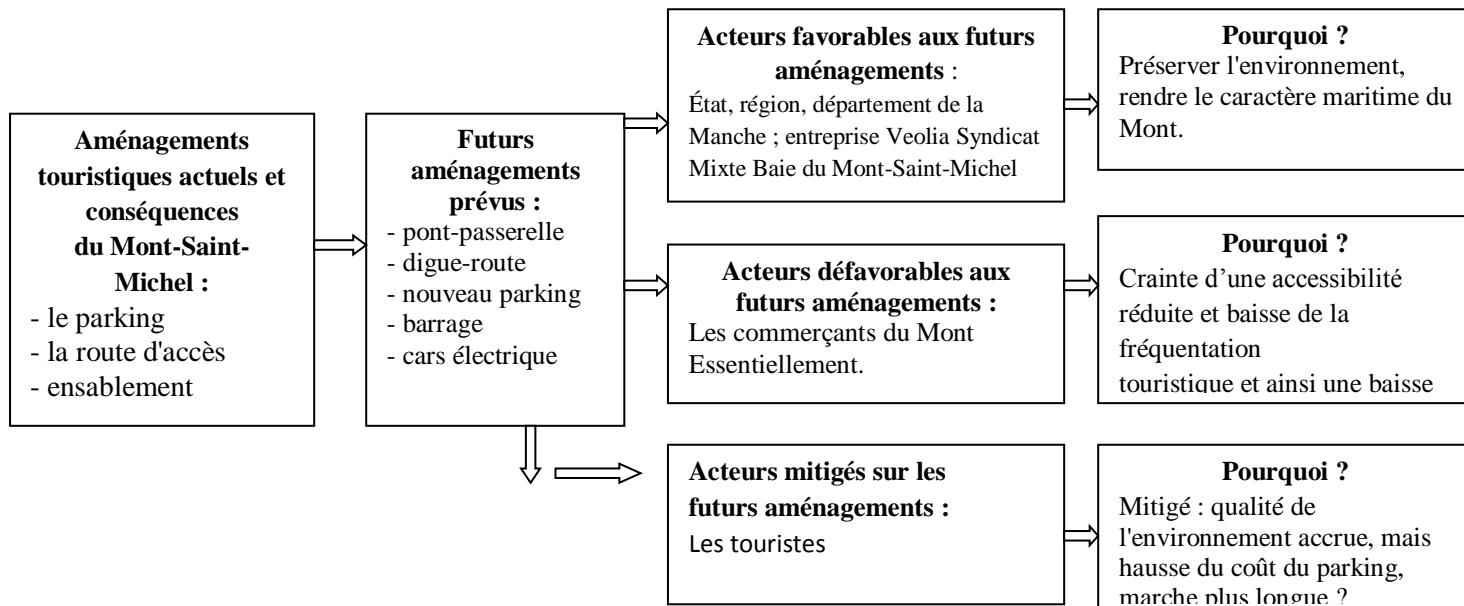 Aménagements
touristiques actuels et
conséquences
du Mont-Saint-
Michel :
- le parking
- la route d'accès
- ensablement
Futurs
aménagements
prévus :
- pont-passerelle
- digue-route
- nouveau parking
- barrage
- cars électrique
Acteurs favorables aux futurs
aménagements :
État, région, département de la
Manche ; entreprise Veolia Syndicat
Mixte Baie du Mont-Saint-Michel
Pourquoi ?
Préserver l'environnement,
rendre le caractère maritime du
Mont.
Acteurs défavorables aux
futurs aménagements :
Les commerçants du Mont
Essentiellement.
Pourquoi ?
Crainte d’une accessibilité
réduite et baisse de la
fréquentation
touristique et ainsi une baisse
Acteurs mitigés sur les
futurs aménagements :
Les touristes
Pourquoi ?
Mitigé : qualité de
l'environnement accrue, mais
hausse du coût du parking,
marche plus longue ?